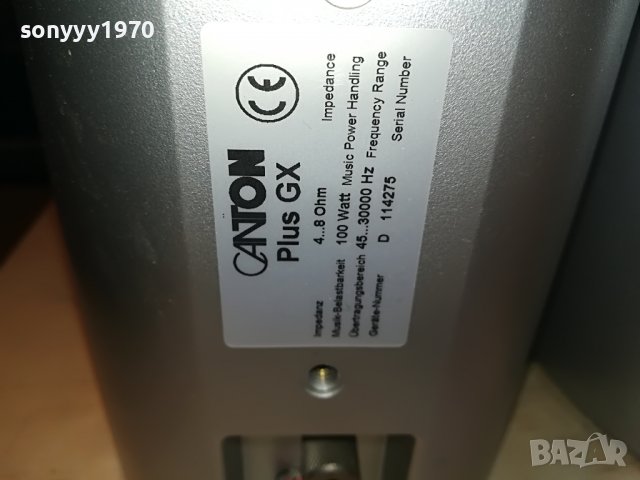 sonyyy1970
CANTON
Plus GX
Impedanz 4...8 Ohm Impedance
Musik-Belastbarkeit 100 Watt Music Power Handling
Übertragungsbereich 45...30000 Hz Frequency Range
Geräte-Nummer D 114275 Serial Number
CE
BAZAR